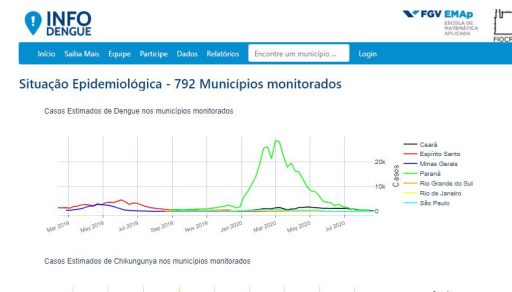 INFO
DENGUE
FGV EMAp
ESCOLA DE
MATEMÁTICA
APLICADA
FIOCR
Início Saiba Mais Equipe Participe Dados Relatórios Encontre um município ... Login
Situação Epidemiológica - 792 Municípios monitorados
Casos Estimados de Dengue nos municípios monitorados
Ceará
Espírito Santo
Minas Gerais
Paraná
Rio Grande do Sul
Rio de Janeiro
São Paulo
20k
10k
0
Casos
Mar 2019 May 2019 Jul 2019 Sep 2019 Nov 2019 Jan 2020 Mar 2020 May 2020 Jul 2020
Casos Estimados de Chikungunya nos municípios monitorados